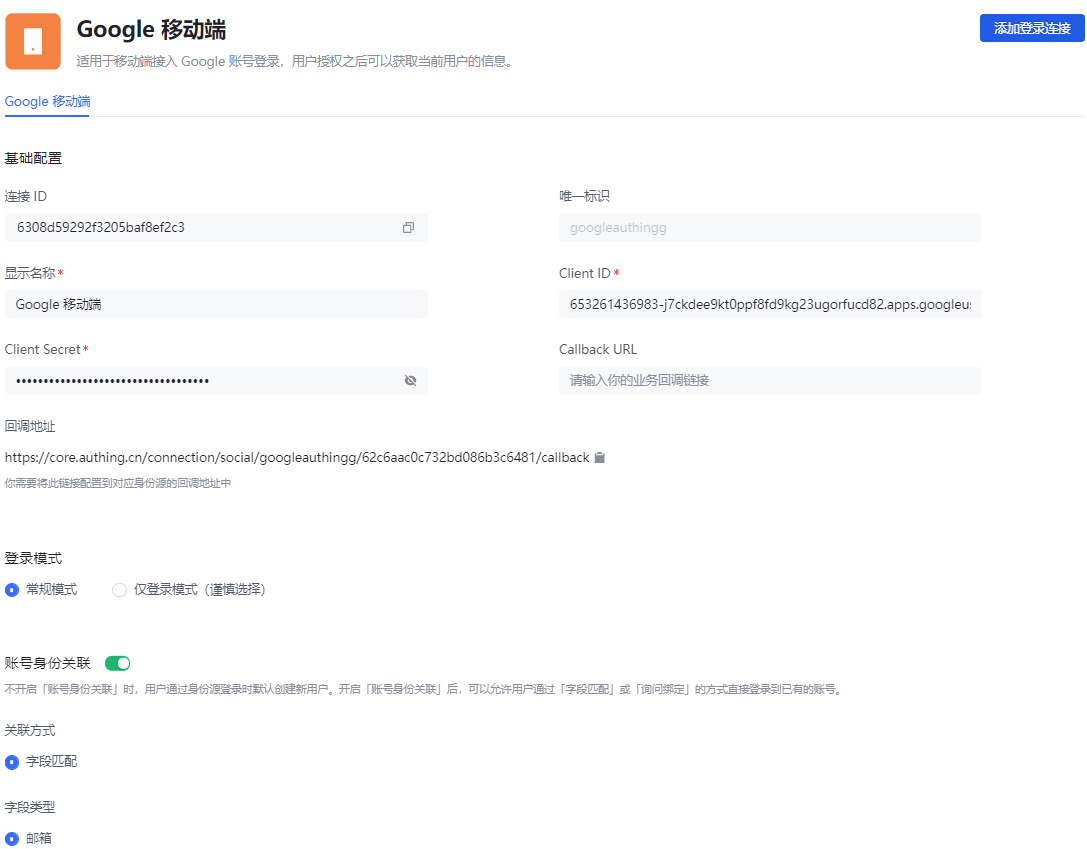 Google 移动端
添加登录连接
适用于移动端接入 Google 账号登录，用户授权之后可以获取当前用户的信息。
Google 移动端
基础配置
连接 ID
唯一标识
6308d59292f3205baf8ef2c3
googleauthingg
显示名称*
Client ID*
Google 移动端
653261436983-j7ckdee9kt0ppf8fd9kg23ugorfucd82.apps.googleu
Client Secret*
Callback URL
••••••••••••••••••••••••••••••••••
请输入你的业务回调链接
回调地址
https://core.authing.cn/connection/social/googleauthingg/62c6aac0c732bd086b3c6481/callback
你需要将此链接配置到对应身份源的回调地址中
登录模式
常规模式
仅登录模式（谨慎选择）
账号身份关联
不开启「账号身份关联」时，用户通过身份源登录时默认创建新用户。开启「账号身份关联」后，可以允许用户通过「字段匹配」或「询问绑定」的方式直接登录到已有的账号。
关联方式
字段匹配
字段类型
邮箱